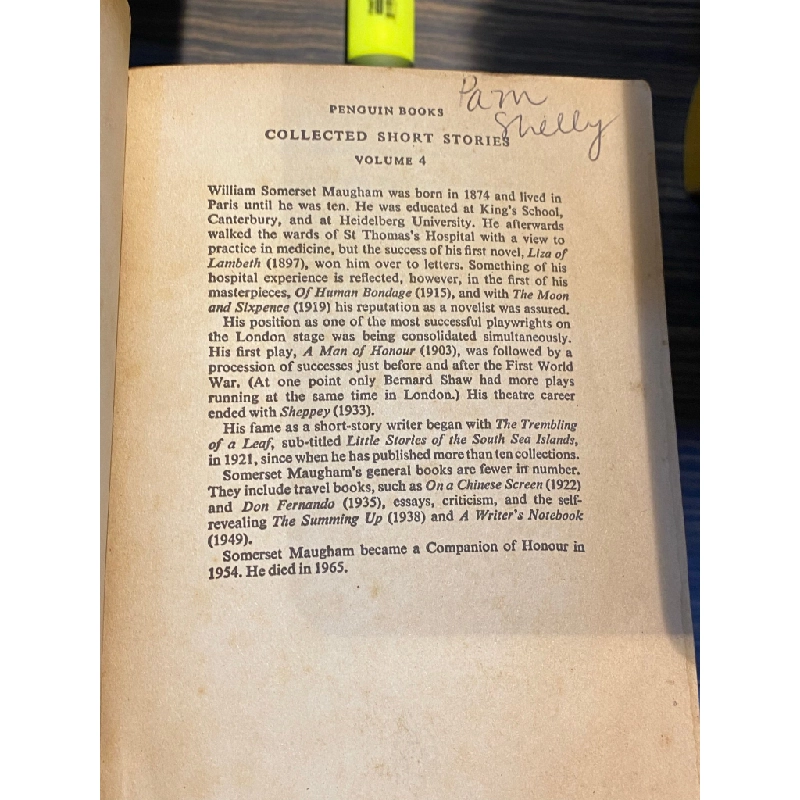 Pam
Shelly
PENGUIN BOOKS
COLLECTED SHORT STORIES
VOLUME 4
William Somerset Maugham was born in 1874 and lived in
Paris until he was ten. He was educated at King's School,
Canterbury, and at Heidelberg University. He afterwards
walked the wards of St Thomas's Hospital with a view to
practice in medicine, but the success of his first novel, Liza of
Lambeth (1897), won him over to letters. Something of his
hospital experience is reflected, however, in the first of his
masterpieces, Of Human Bondage (1915), and with The Moon
and Sixpence (1919) his reputation as a novelist was assured.
His position as one of the most successful playwrights on
the London stage was being consolidated simultaneously.
His first play, A Man of Honour (1903), was followed by a
procession of successes just before and after the First World
War. (At one point only Bernard Shaw had more plays
running at the same time in London.) His theatre career
ended with Sheppey (1933).
His fame as a short-story writer began with The Trembling
of a Leaf, sub-titled Little Stories of the South Sea Islands,
in 1921, since when he has published more than ten collections.
Somerset Maugham's general books are fewer in number.
They include travel books, such as On a Chinese Screen (1922)
and Don Fernando (1935), essays, criticism, and the self-
revealing The Summing Up (1938) and A Writer's Notebook
(1949).
Somerset Maugham became a Companion of Honour in
1954. He died in 1965.